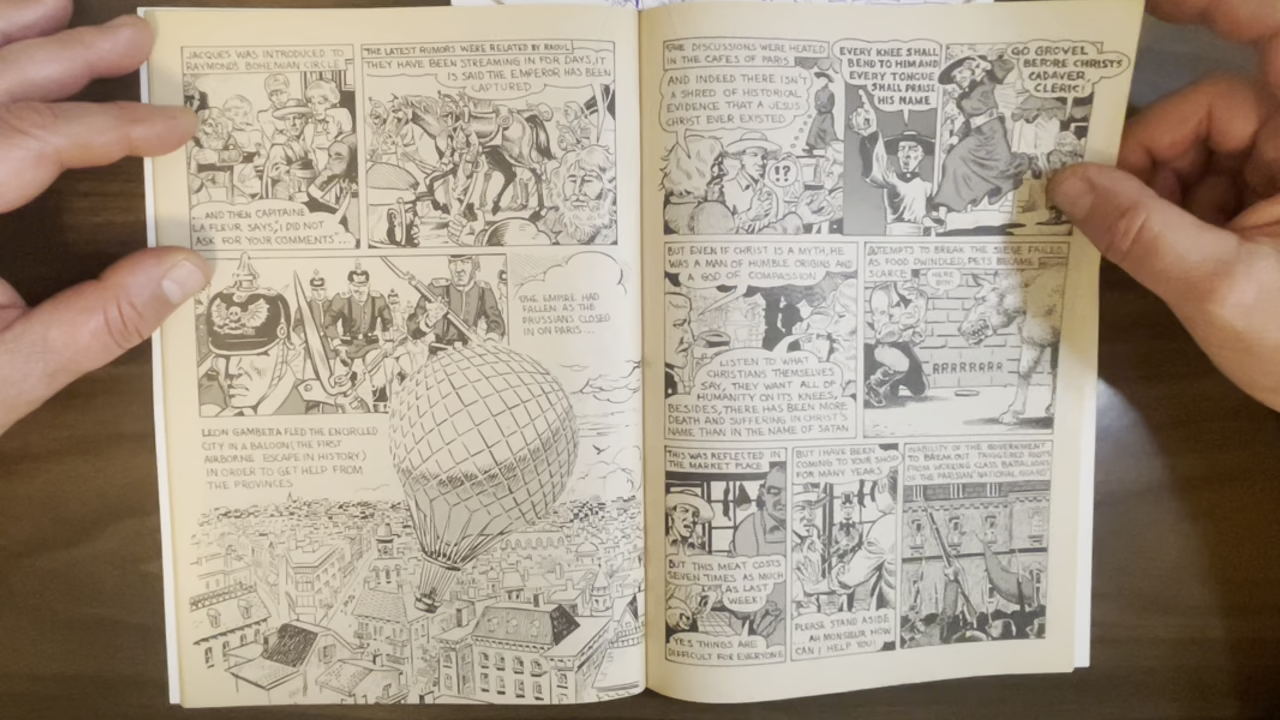 JACQUES WAS INTRODUCED TO
RAYMONDS BOHEMIAN CIRCLE
...AND THEN CAPITAINE
LA FLEUR SAYS,"I DID NOT
ASK FOR YOUR COMMENTS"...
THE LATEST RUMORS WERE RELATED BY RAOUL
THEY HAVE BEEN STREAMING IN FOR DAYS, IT
IS SAID THE EMPEROR HAS BEEN
CAPTURED
THE EMPIRE HAD
FALLEN AS THE
PRUSSIANS CLOSED
IN ON PARIS...
LEON GAMBETTA FLED THE ENCIRCLED
CITY IN A BALOON (THE FIRST
AIRBORNE ESCAPE IN HISTORY)
IN ORDER TO GET HELP FROM
THE PROVINCES
THE DISCUSSIONS WERE HEATED
IN THE CAFES OF PARIS
AND INDEED THERE ISN'T
A SHRED OF HISTORICAL
EVIDENCE THAT A JESUS
CHRIST EVER EXISTED
!?
EVERY KNEE SHALL
BEND TO HIM AND
EVERY TONGUE
SHALL PRAISE
HIS NAME
GO GROVEL
BEFORE CHRIST'S
CADAVER,
CLERIC!
BUT EVEN IF CHRIST IS A MYTH, HE
WAS A MAN OF HUMBLE ORIGINS AND
A GOD OF COMPASSION
LISTEN TO WHAT
CHRISTIANS THEMSELVES
SAY, THEY WANT ALL OF
HUMANITY ON ITS KNEES,
BESIDES, THERE HAS BEEN MORE
DEATH AND SUFFERING IN CHRIST'S
NAME THAN IN THE NAME OF SATAN
ATTEMPTS TO BREAK THE SIEGE FAILED.
AS FOOD DWINDLED, PETS BECAME
SCARCE
HERE
BOY!
ARRRRRRR
THIS WAS REFLECTED IN
THE MARKET PLACE
BUT THIS MEAT COSTS
SEVEN TIMES AS MUCH
AS LAST
WEEK!
YES THINGS ARE
DIFFICULT FOR EVERYONE
BUT I HAVE BEEN
COMING TO YOUR SHOP
FOR MANY YEARS
PLEASE STAND ASIDE
... AH MONSIEUR HOW
CAN I HELP YOU!
INABILITY OF THE GOVERNMENT
TO BREAK OUT TRIGGERED RIOTS
FROM WORKING CLASS BATTALIONS
OF THE PARISIAN "NATIONAL GUARD"